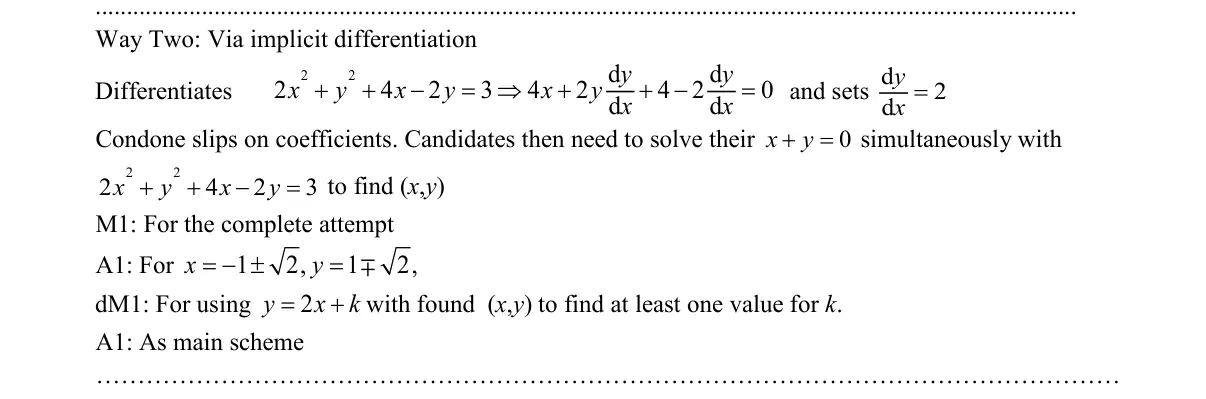 Way Two: Via implicit differentiation
Differentiates 2x² + y² + 4x − 2y = 3 ⇒ 4x + 2y dy/dx + 4 − 2 dy/dx = 0 and sets dy/dx = 2
Condone slips on coefficients. Candidates then need to solve their x + y = 0 simultaneously with
2x² + y² + 4x − 2y = 3 to find (x,y)
M1: For the complete attempt
A1: For x = −1 ± √2, y = 1 ∓ √2,
dM1: For using y = 2x + k with found (x,y) to find at least one value for k.
A1: As main scheme